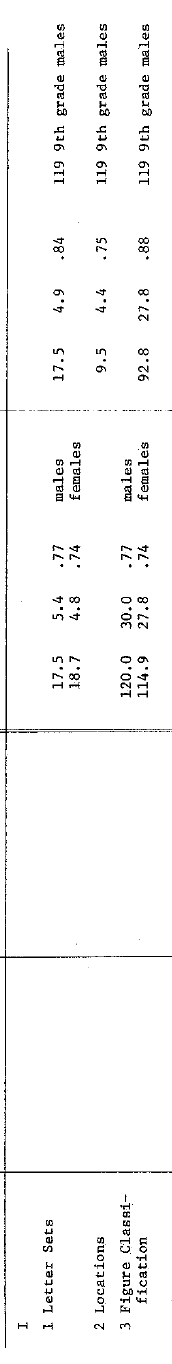 I
1 Letter Sets 17.5 5.4 .77 males 17.5 4.9 .84 119 9th grade males
18.7 4.8 .74 females
2 Locations 9.5 4.4 .75 119 9th grade males
3 Figure Classi- 120.0 30.0 .77 males 92.8 27.8 .88 119 9th grade males
fication 114.9 27.8 .74 females